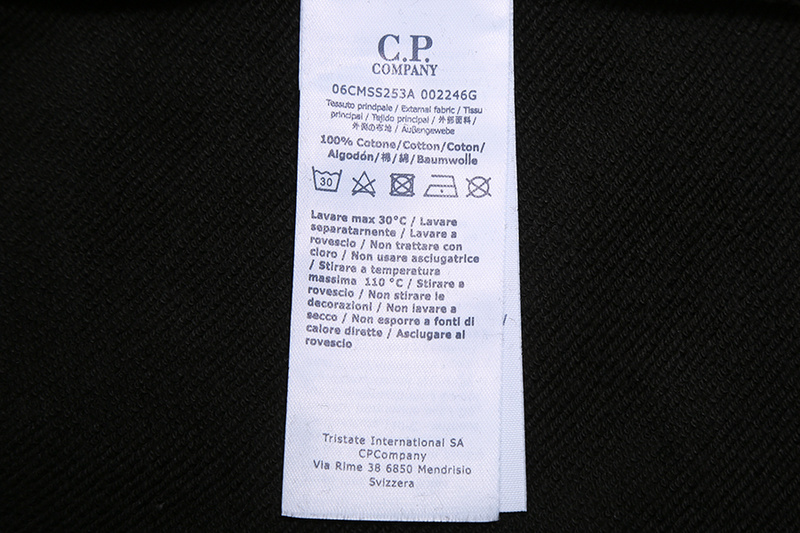 C.P.
COMPANY
06CMSS253A 002246G
Tessuto principale / External fabric / Tissu
principal / Tejido principal / 外部面料 /
外側の布地 / Außengewebe
100% Cotone/Cotton/Coton/
Algodón/棉/綿/Baumwolle
30
Lavare max 30°C / Lavare
separatarnente / Lavare a
rovescio / Non trattare con
cloro / Non usare asciugatrice
/ Stirare a temperatura
massima 110 °C / Stirare a
rovescio / Non stirare le
decorazioni / Non lavare a
secco / Non esporre a fonti di
calore dirette / Asciugare al
rovescio
/
Tristate International SA
CPCompany
Via Rime 38 6850 Mendrisio
Svizzera